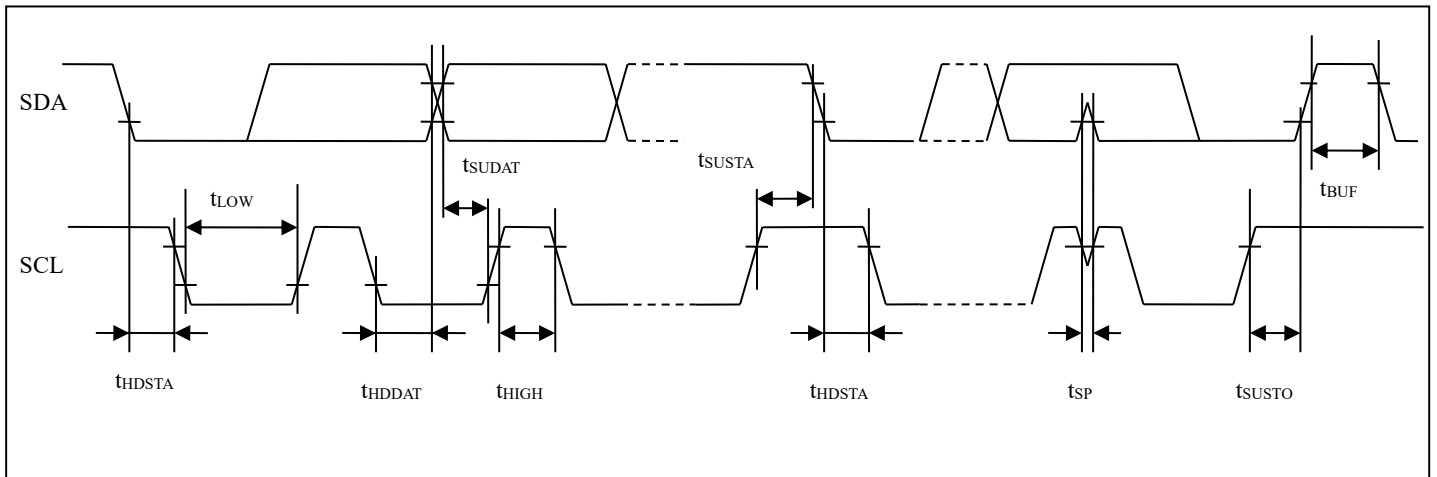 SDA
tSUDAT
tSUSTA
tLOW
tBUF
SCL
tHDSTA
tHDDAT
tHIGH
tHDSTA
tSP
tSUSTO